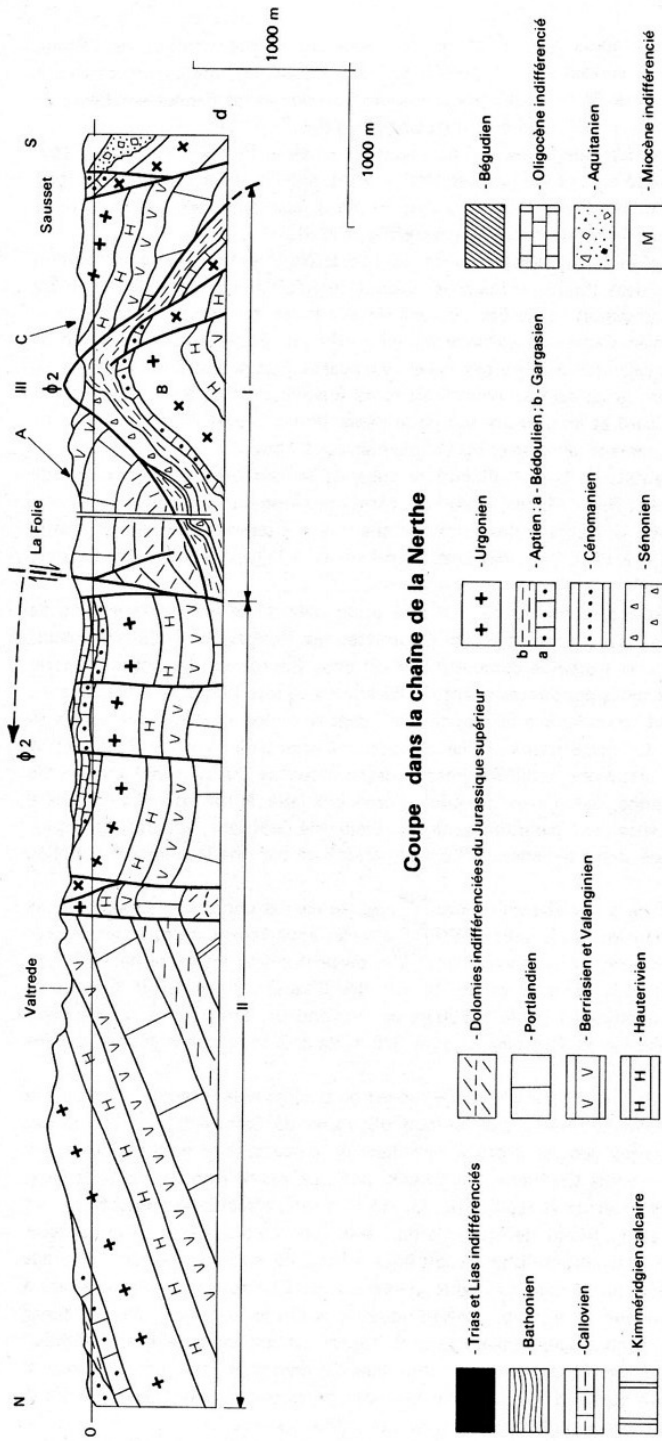 N
Valtrede
ϕ2
La Folie
A
III
ϕ2
C
Sausset
S
0
H H H H H H
V V V V V V
B
d
II
I
1000 m
1000 m
Coupe dans la chaîne de la Nerthe
- Trias et Lias indifférenciés
- Bathonien
- Callovien
- Kimméridgien calcaire
- Dolomies indifférenciées du Jurassique supérieur
- Portlandien
V V
- Berriasien et Valanginien
H H
- Hauterivien
- Urgonien
b
a
- Aptien : a - Bédoulien ; b - Gargasien
- Cénomanien
- Sénonien
- Bégudien
- Oligocène indifférencié
- Aquitanien
M
- Miocène indifférencié